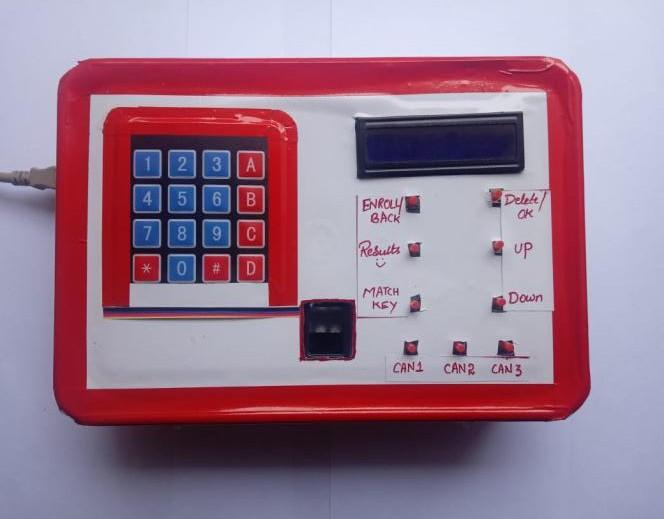 1 2 3 A
4 5 6 B
7 8 9 C
* 0 # D
ENROLL/
BACK
Results
MATCH
KEY
Delete/
OK
UP
Down
CAN1 CAN2 CAN3